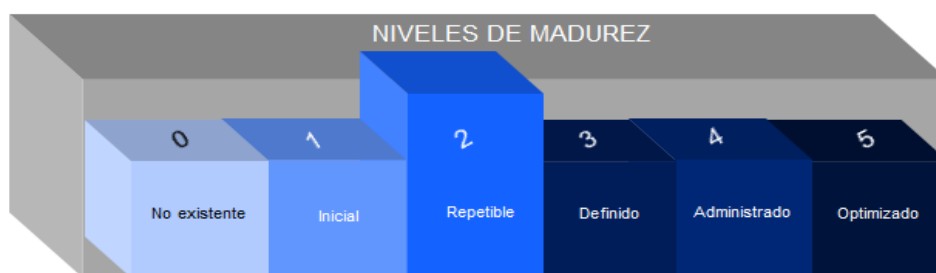 NIVELES DE MADUREZ
0 1 2 3 4 5
No existente Inicial Repetible Definido Administrado Optimizado